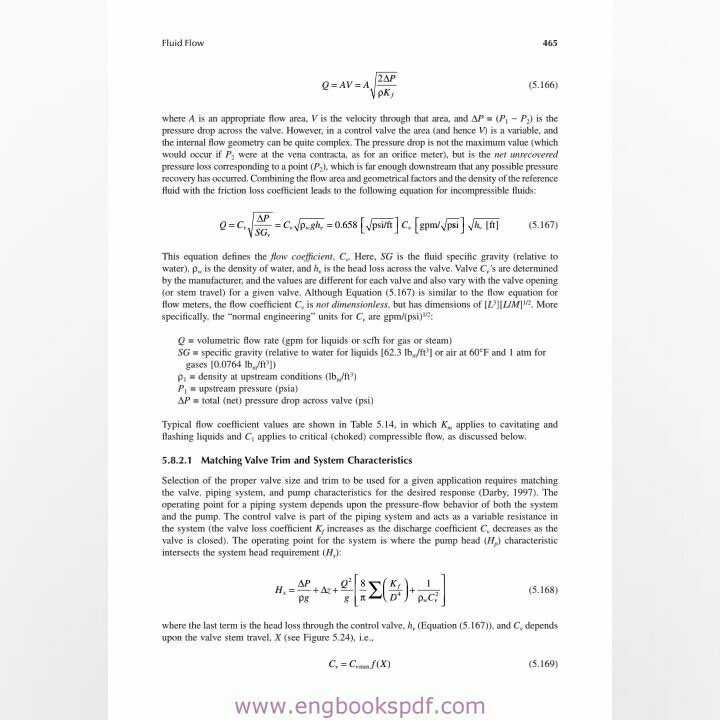 Fluid Flow 465
Q = AV = A√(2ΔP/ρK_f) (5.166)
where A is an appropriate flow area, V is the velocity through that area, and ΔP ≡ (P₁ − P₂) is the
pressure drop across the valve. However, in a control valve the area (and hence V) is a variable, and
the internal flow geometry can be quite complex. The pressure drop is not the maximum value (which
would occur if P₂ were at the vena contracta, as for an orifice meter), but is the net unrecovered
pressure loss corresponding to a point (P₂), which is far enough downstream that any possible pressure
recovery has occurred. Combining the flow area and geometrical factors and the density of the reference
fluid with the friction loss coefficient leads to the following equation for incompressible fluids:
Q = C_v√(ΔP/SG_v) = C_v√(ρ_w g h_v) = 0.658 [√psi/ft] C_v [gpm/√psi] √(h_v [ft]) (5.167)
This equation defines the flow coefficient, C_v. Here, SG is the fluid specific gravity (relative to
water), ρ_w is the density of water, and h_v is the head loss across the valve. Valve C_v's are determined
by the manufacturer, and the values are different for each valve and also vary with the valve opening
(or stem travel) for a given valve. Although Equation (5.167) is similar to the flow equation for
flow meters, the flow coefficient C_v is not dimensionless, but has dimensions of [L³][L/M]^1/2. More
specifically, the “normal engineering” units for C_v are gpm/(psi)^1/2:
Q ≡ volumetric flow rate (gpm for liquids or scfh for gas or steam)
SG ≡ specific gravity (relative to water for liquids [62.3 lb_m/ft³] or air at 60°F and 1 atm for
gases [0.0764 lb_m/ft³])
ρ₁ ≡ density at upstream conditions (lb_m/ft³)
P₁ ≡ upstream pressure (psia)
ΔP ≡ total (net) pressure drop across valve (psi)
Typical flow coefficient values are shown in Table 5.14, in which K_m applies to cavitating and
flashing liquids and C₁ applies to critical (choked) compressible flow, as discussed below.
5.8.2.1 Matching Valve Trim and System Characteristics
Selection of the proper valve size and trim to be used for a given application requires matching
the valve, piping system, and pump characteristics for the desired response (Darby, 1997). The
operating point for a piping system depends upon the pressure-flow behavior of both the system
and the pump. The control valve is part of the piping system and acts as a variable resistance in
the system (the valve loss coefficient K_f increases as the discharge coefficient C_v decreases as the
valve is closed). The operating point for the system is where the pump head (H_p) characteristic
intersects the system head requirement (H_s):
H_s = ΔP/ρg + Δz + Q²/g [8/π ∑(K_f/D⁴) + 1/(ρ_w C_v²)] (5.168)
where the last term is the head loss through the control valve, h_v (Equation (5.167)), and C_v depends
upon the valve stem travel, X (see Figure 5.24), i.e.,
C_v = C_vmax f(X) (5.169)
www.engbookspdf.com